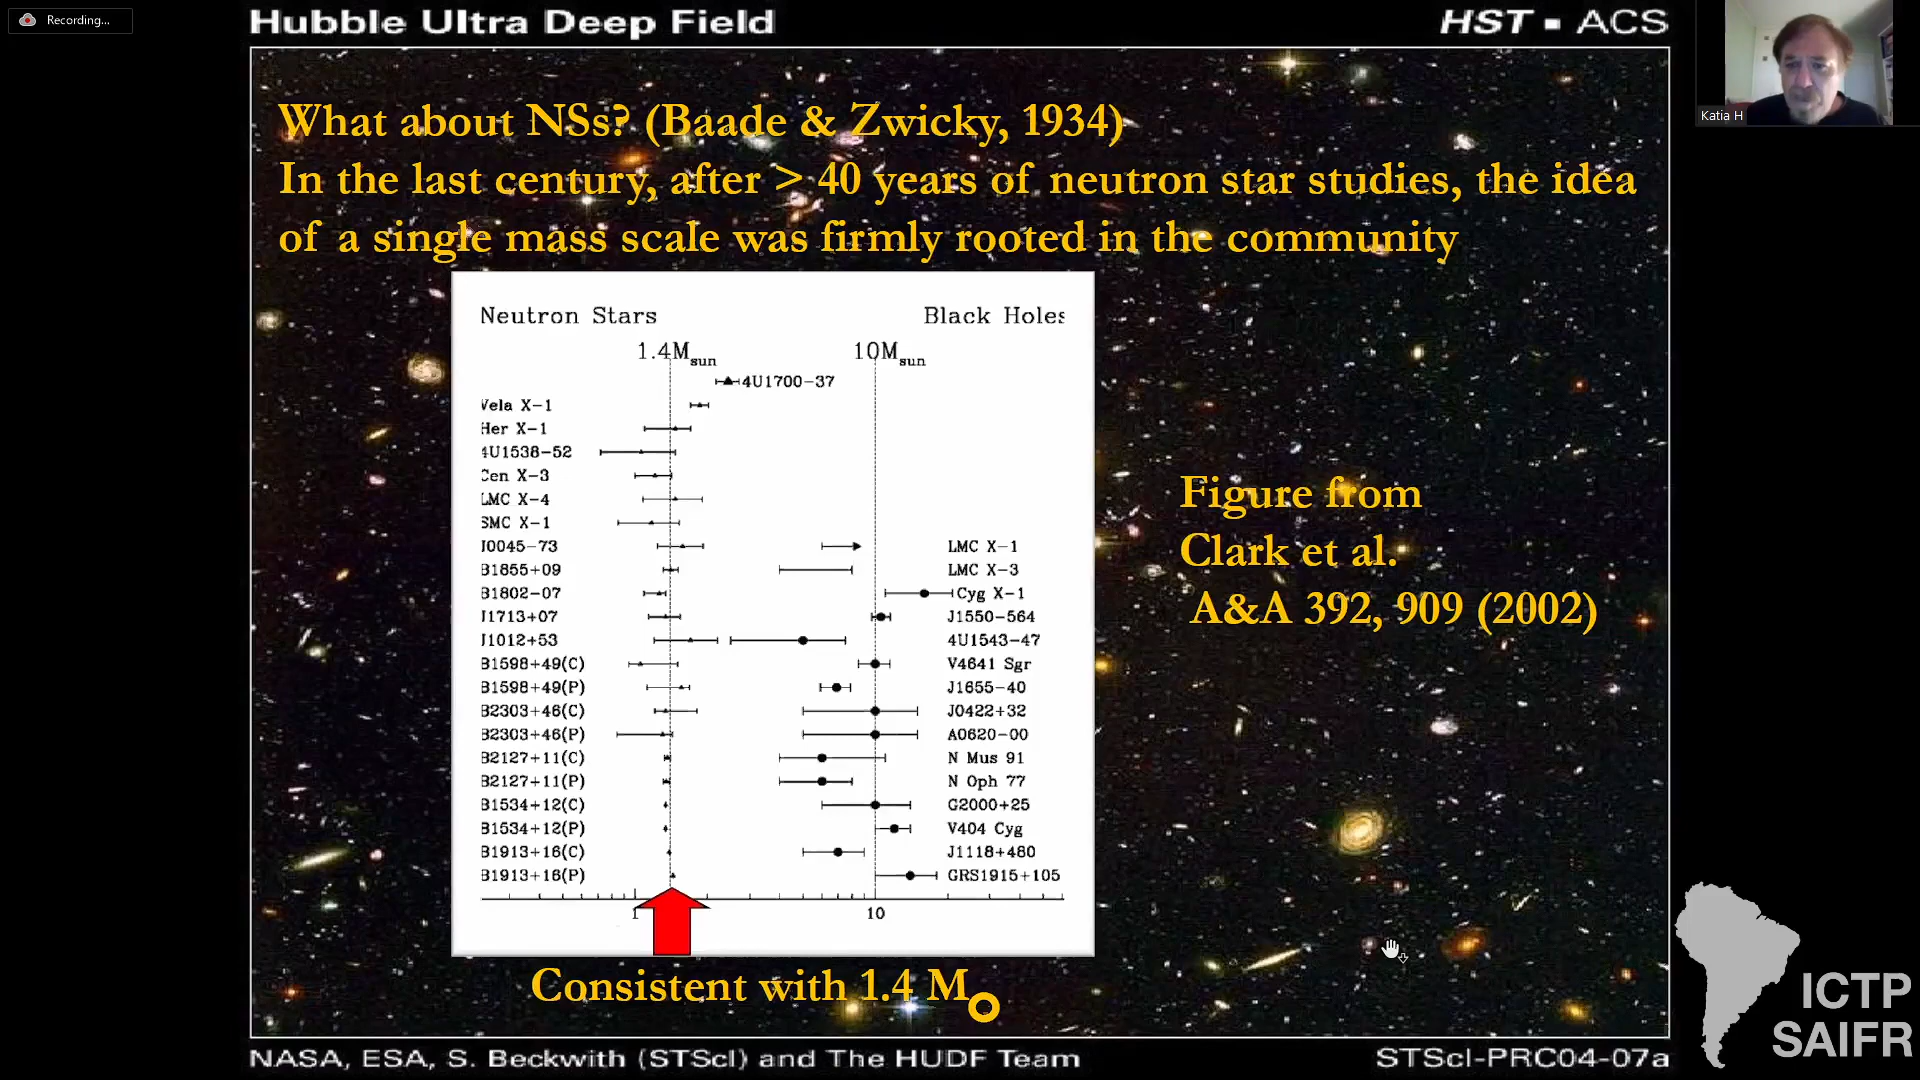 Recording...
Hubble Ultra Deep Field
HST ▪ ACS
Katia H
What about NSs? (Baade & Zwicky, 1934)
In the last century, after > 40 years of neutron star studies, the idea
of a single mass scale was firmly rooted in the community
Neutron Stars
Black Holes
1.4Msun
10Msun
4U1700-37
Vela X-1
Her X-1
4U1538-52
Cen X-3
LMC X-4
SMC X-1
J0045-73
LMC X-1
B1855+09
LMC X-3
B1802-07
Cyg X-1
J1713+07
J1550-564
J1012+53
4U1543-47
B1598+49(C)
V4641 Sgr
B1598+49(P)
J1655-40
B2303+46(C)
J0422+32
B2303+46(P)
A0620-00
B2127+11(C)
N Mus 91
B2127+11(P)
N Oph 77
B1534+12(C)
G2000+25
B1534+12(P)
V404 Cyg
B1913+16(C)
J1118+480
B1913+16(P)
GRS1915+105
1
10
Figure from
Clark et al.
A&A 392, 909 (2002)
Consistent with 1.4 M
ICTP
SAIFR
NASA, ESA, S. Beckwith (STScI) and The HUDF Team
STScI-PRC04-07a